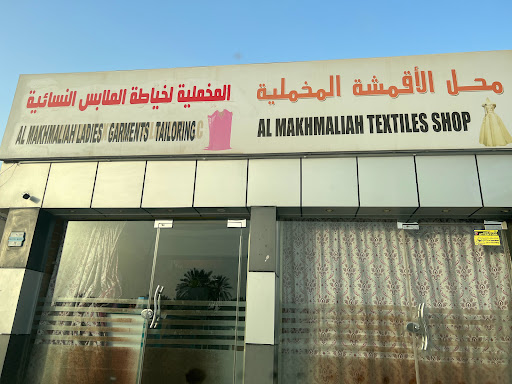 محل الأقمشة المخملية
AL MAKHMALIAH TEXTILES SHOP
المخملية لخياطة الملابس النسائية
AL MAKHMALIAH LADIES GARMENTS TAILORING